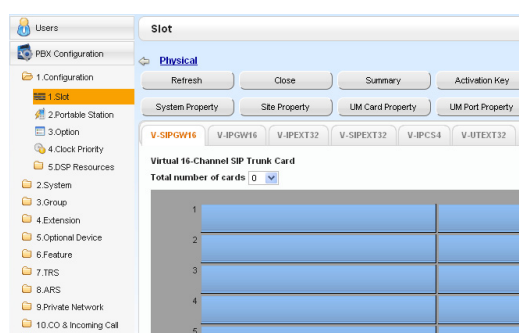 Users
PBX Configuration
1.Configuration
1.Slot
2.Portable Station
3.Option
4.Clock Priority
5.DSP Resources
2.System
3.Group
4.Extension
5.Optional Device
6.Feature
7.TRS
8.ARS
9.Private Network
10.CO & Incoming Call
Slot
Physical
Refresh Close Summary Activation Key
System Property Site Property UM Card Property UM Port Property
V-SIPGW16 V-IPGW16 V-IPEXT32 V-SIPEXT32 V-IPCS4 V-UTEXT32
Virtual 16-Channel SIP Trunk Card
Total number of cards 0
1
2
3
4
5